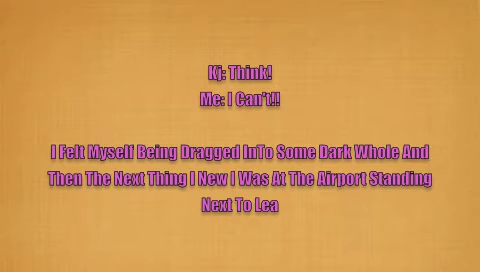 Kj: Think!
Me: I Can't!!
I Felt Myself Being Dragged InTo Some Dark Whole And
Then The Next Thing I New I Was At The Airport Standing
Next To Lea